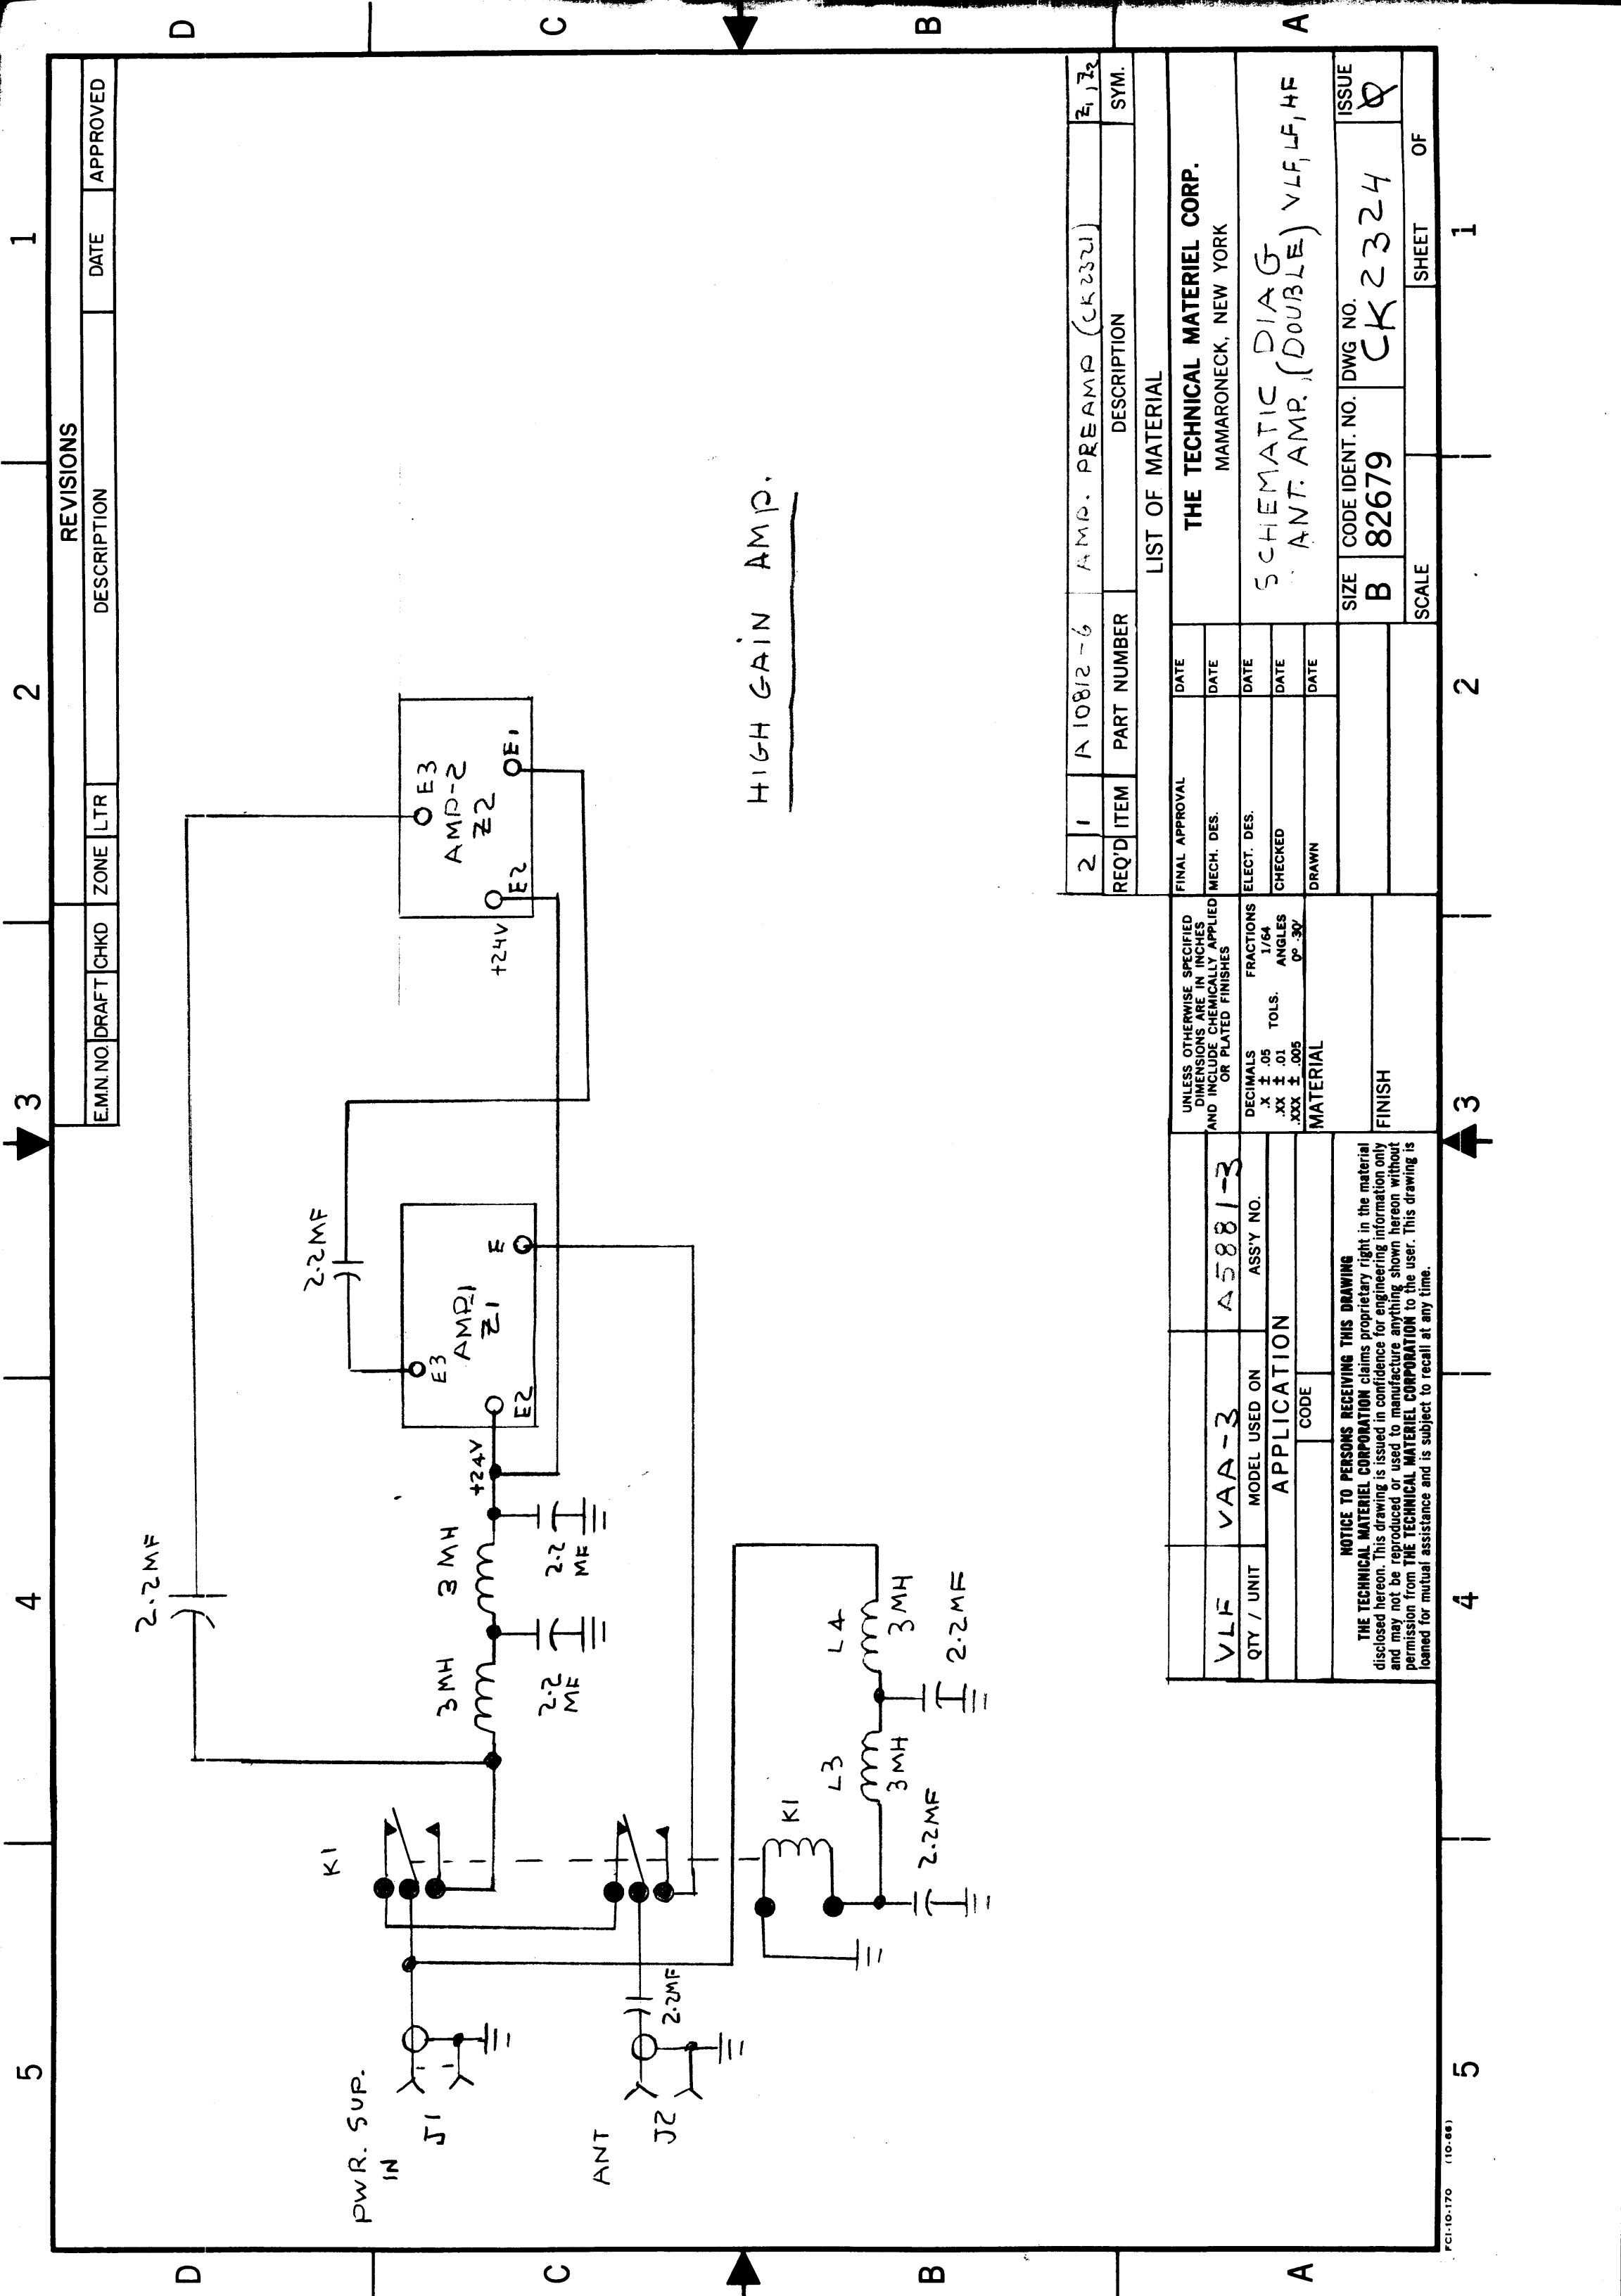 5
4
3
2
1
D
C
B
A
D
C
B
A
REVISIONS
E.M.N. NO.
DRAFT
CHKD
ZONE
LTR
DESCRIPTION
DATE
APPROVED
2.2MF
2.2MF
PWR. SUP.
IN
J1
K1
3 MH
3 MH
+24V
2.2
MF
2.2
MF
E3
AMP1
Z1
E2
E
E3
AMP-2
Z2
E2
E1
+24V
ANT
J2
2.2MF
K1
L3
3MH
L4
3MH
2.2MF
2.2MF
HIGH GAIN AMP.
2
1
A10812-6
AMP. PREAMP (CK2321)
Z1, Z2
REQ'D
ITEM
PART NUMBER
DESCRIPTION
SYM.
LIST OF MATERIAL
VLF
VAA-3
A5881-3
QTY / UNIT
MODEL USED ON
ASS'Y NO.
APPLICATION
CODE
NOTICE TO PERSONS RECEIVING THIS DRAWING
THE TECHNICAL MATERIEL CORPORATION claims proprietary right in the material
disclosed hereon. This drawing is issued in confidence for engineering information only
and may not be reproduced or used to manufacture anything shown hereon without
permission from THE TECHNICAL MATERIEL CORPORATION to the user. This drawing is
loaned for mutual assistance and is subject to recall at any time.
UNLESS OTHERWISE SPECIFIED
DIMENSIONS ARE IN INCHES
AND INCLUDE CHEMICALLY APPLIED
OR PLATED FINISHES
DECIMALS
FRACTIONS
.X ± .05
1/64
.XX ± .01
TOLS.
ANGLES
.XXX ± .005
0° 30'
MATERIAL
FINISH
FINAL APPROVAL
DATE
MECH. DES.
DATE
ELECT. DES.
DATE
CHECKED
DATE
DRAWN
DATE
THE TECHNICAL MATERIEL CORP.
MAMARONECK, NEW YORK
SCHEMATIC DIAG
ANT. AMP. (DOUBLE) VLF, LF, HF
SIZE
B
CODE IDENT. NO.
82679
DWG NO.
CK2324
ISSUE
Ø
SCALE
SHEET
OF
FC1-10-170 (10-66)
5
4
3
2
1